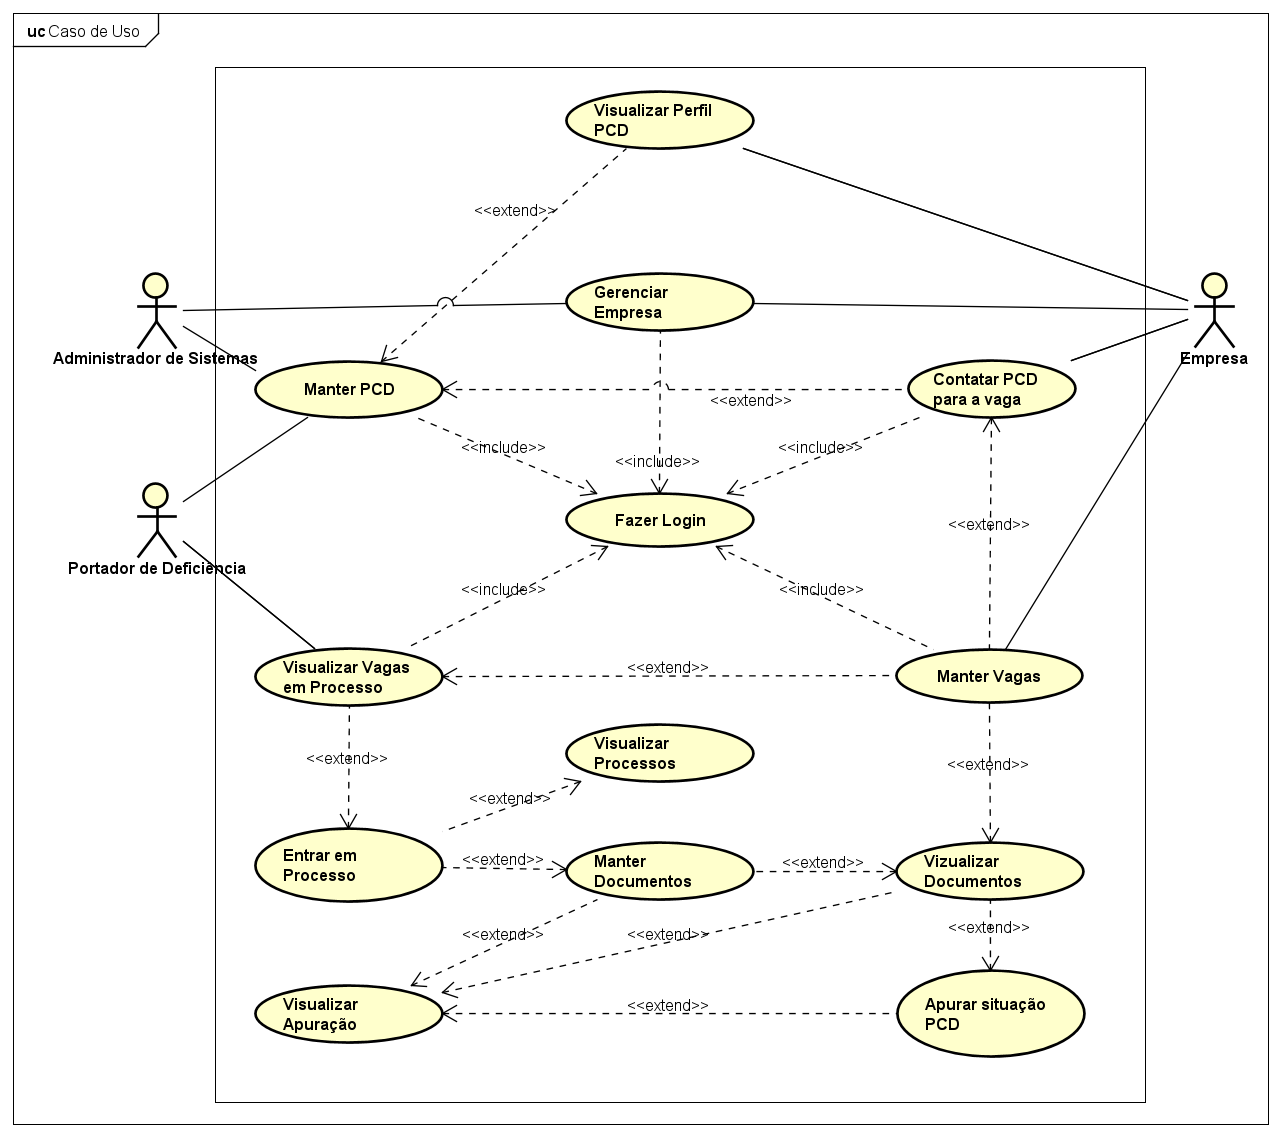 uc Caso de Uso
Visualizar Perfil
PCD
<<extend>>
Gerenciar
Empresa
Administrador de Sistemas
Empresa
Manter PCD
Contatar PCD
para a vaga
<<extend>>
<<include>>
<<include>>
<<include>>
Fazer Login
<<extend>>
Portador de Deficiência
<<include>>
<<include>>
Visualizar Vagas
em Processo
<<extend>>
Manter Vagas
<<extend>>
Visualizar
Processos
<<extend>>
<<extend>>
Entrar em
Processo
<<extend>>
Manter
Documentos
<<extend>>
Vizualizar
Documentos
<<extend>>
<<extend>>
<<extend>>
Visualizar
Apuração
<<extend>>
Apurar situação
PCD